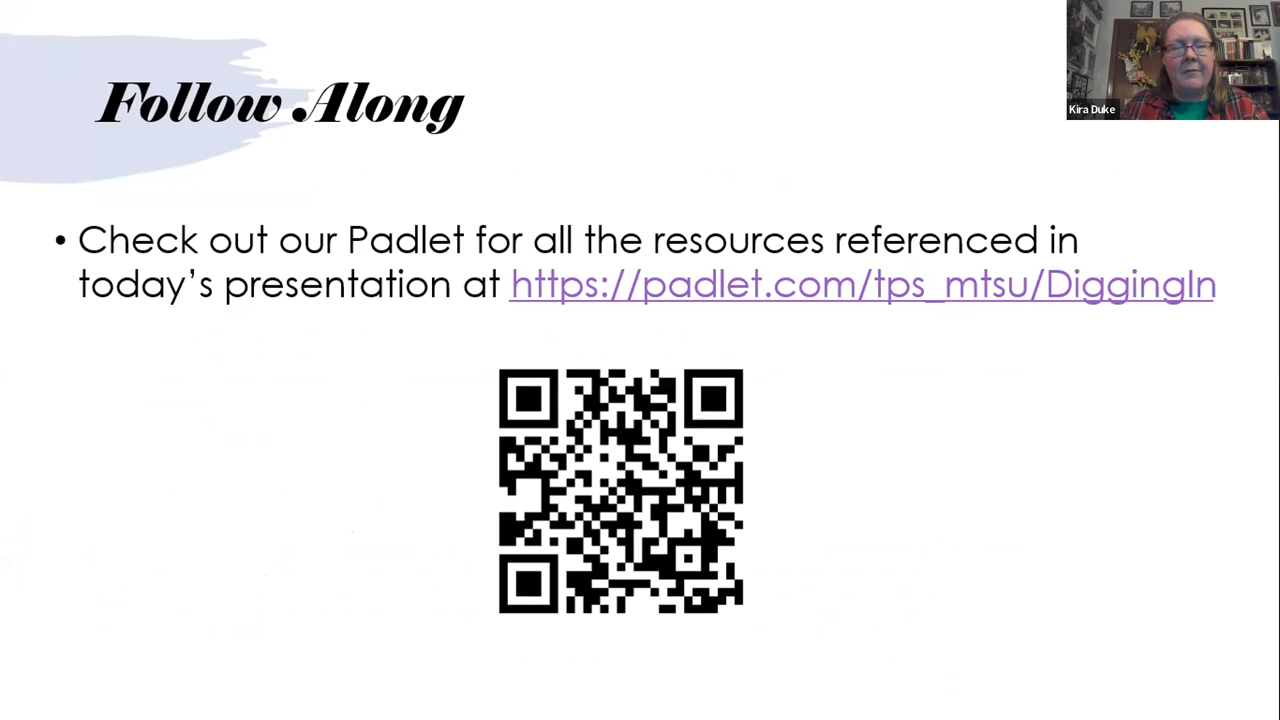 Follow Along
Kira Duke
• Check out our Padlet for all the resources referenced in
today’s presentation at https://padlet.com/tps_mtsu/DiggingIn